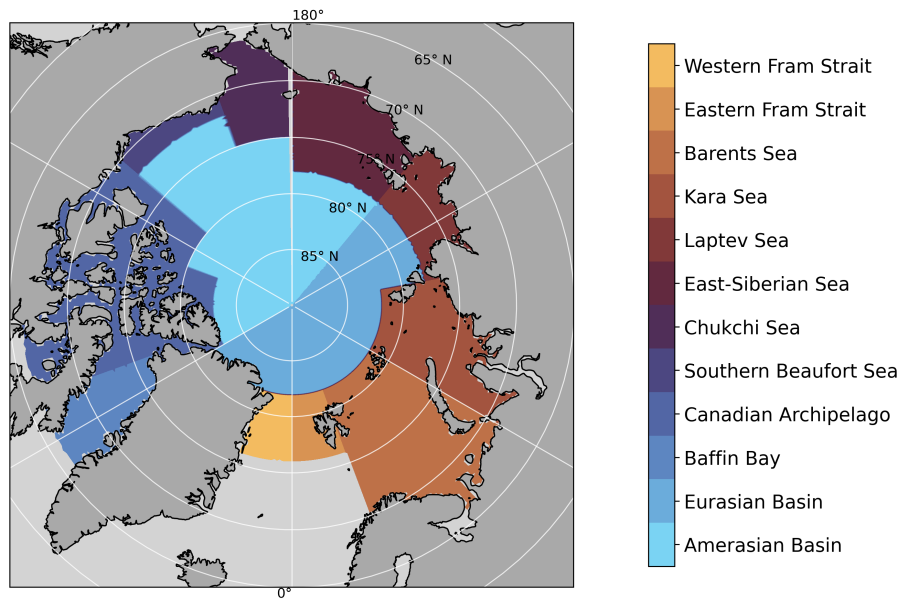 180°
65° N
70° N
75° N
80° N
85° N
0°
Western Fram Strait
Eastern Fram Strait
Barents Sea
Kara Sea
Laptev Sea
East-Siberian Sea
Chukchi Sea
Southern Beaufort Sea
Canadian Archipelago
Baffin Bay
Eurasian Basin
Amerasian Basin